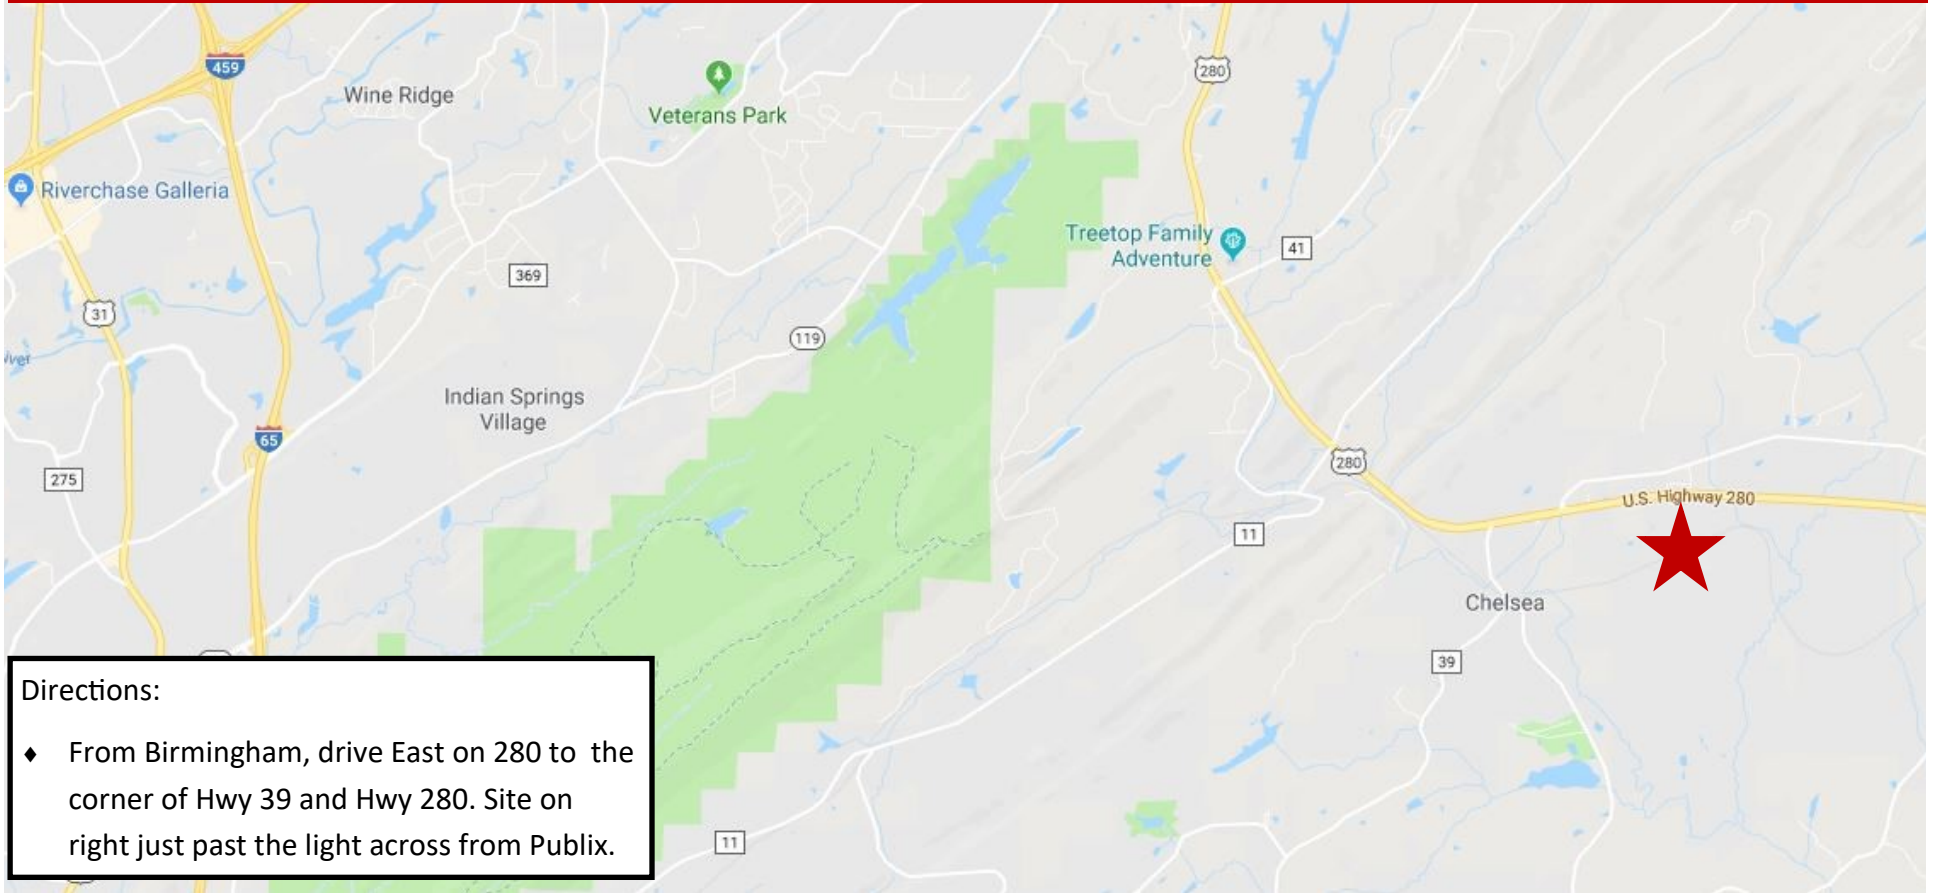 459
Wine Ridge
Veterans Park
280
Riverchase Galleria
Treetop Family
Adventure
41
369
31
119
Indian Springs
Village
65
275
280
U.S. Highway 280
11
Chelsea
39
11
Directions:
♦ From Birmingham, drive East on 280 to the
corner of Hwy 39 and Hwy 280. Site on
right just past the light across from Publix.